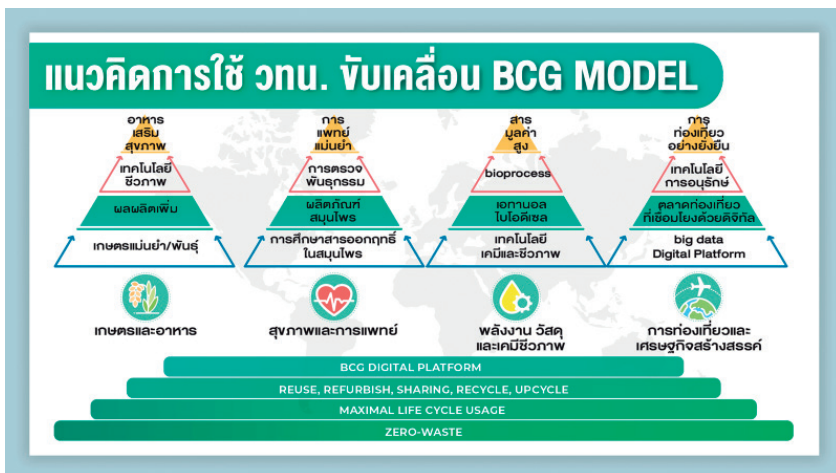 แนวคิดการใช้ วทน. ขับเคลื่อน BCG MODEL
อาหาร
เสริม
สุขภาพ
เทคโนโลยี
ชีวภาพ
ผลผลิตเพิ่ม
เกษตรแม่นยำ/พันธุ์
เกษตรและอาหาร
การ
แพทย์
แม่นยำ
การตรวจ
พันธุกรรม
ผลิตภัณฑ์
สมุนไพร
การศึกษาสารออกฤทธิ์
ในสมุนไพร
สุขภาพและการแพทย์
สาร
มูลค่า
สูง
bioprocess
เอทานอล
ไบโอดีเซล
เทคโนโลยี
เคมีและชีวภาพ
พลังงาน วัสดุ
และเคมีชีวภาพ
การ
ท่องเที่ยว
อย่างยั่งยืน
เทคโนโลยี
การอนุรักษ์
ตลาดท่องเที่ยว
ที่เชื่อมโยงด้วยดิจิทัล
big data
Digital Platform
การท่องเที่ยวและ
เศรษฐกิจสร้างสรรค์
BCG DIGITAL PLATFORM
REUSE, REFURBISH, SHARING, RECYCLE, UPCYCLE
MAXIMAL LIFE CYCLE USAGE
ZERO-WASTE